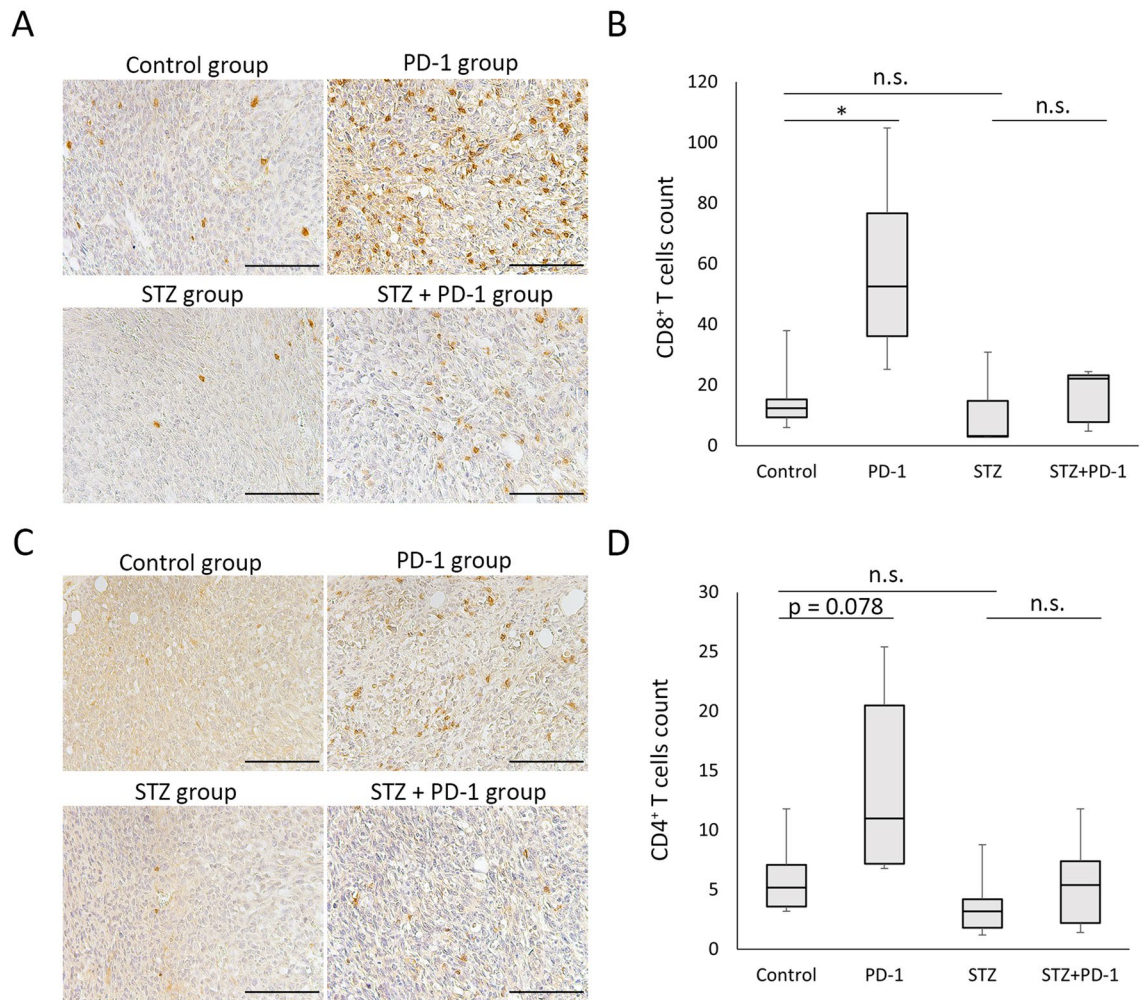 A
Control group
PD-1 group
STZ group
STZ + PD-1 group
B
n.s.
n.s.
*
120
100
80
60
40
20
0
CD8⁺ T cells count
Control
PD-1
STZ
STZ+PD-1
C
Control group
PD-1 group
STZ group
STZ + PD-1 group
D
n.s.
p = 0.078
n.s.
30
25
20
15
10
5
0
CD4⁺ T cells count
Control
PD-1
STZ
STZ+PD-1